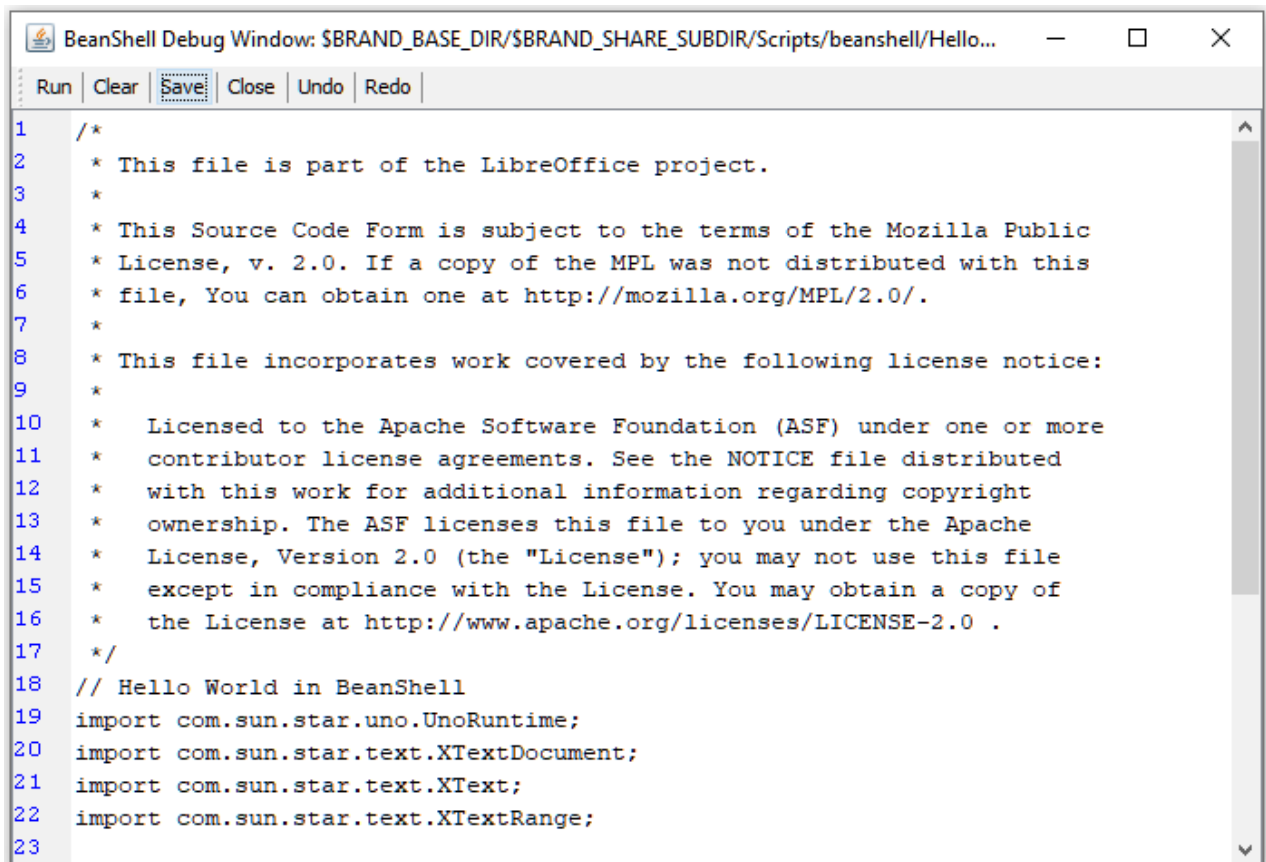 BeanShell Debug Window: $BRAND_BASE_DIR/$BRAND_SHARE_SUBDIR/Scripts/beanshell/Hello...
Run Clear Save Close Undo Redo
1 /*
2  * This file is part of the LibreOffice project.
3  *
4  * This Source Code Form is subject to the terms of the Mozilla Public
5  * License, v. 2.0. If a copy of the MPL was not distributed with this
6  * file, You can obtain one at http://mozilla.org/MPL/2.0/.
7  *
8  * This file incorporates work covered by the following license notice:
9  *
10  *   Licensed to the Apache Software Foundation (ASF) under one or more
11  *   contributor license agreements. See the NOTICE file distributed
12  *   with this work for additional information regarding copyright
13  *   ownership. The ASF licenses this file to you under the Apache
14  *   License, Version 2.0 (the "License"); you may not use this file
15  *   except in compliance with the License. You may obtain a copy of
16  *   the License at http://www.apache.org/licenses/LICENSE-2.0 .
17  */
18 // Hello World in BeanShell
19 import com.sun.star.uno.UnoRuntime;
20 import com.sun.star.text.XTextDocument;
21 import com.sun.star.text.XText;
22 import com.sun.star.text.XTextRange;
23